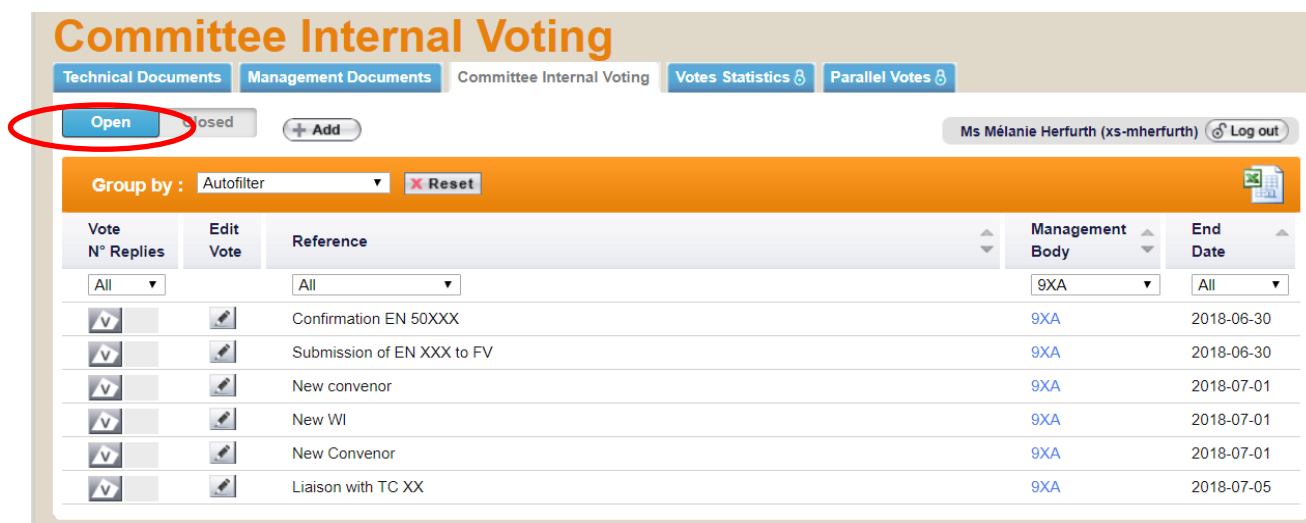 Committee Internal Voting
Technical Documents Management Documents Committee Internal Voting Votes Statistics Parallel Votes
Open Closed + Add Ms Mélanie Herfurth (xs-mherfurth) Log out
Group by : Autofilter X Reset
Vote Edit Reference Management End
N° Replies Vote Body Date
All All 9XA All
V Confirmation EN 50XXX 9XA 2018-06-30
V Submission of EN XXX to FV 9XA 2018-06-30
V New convenor 9XA 2018-07-01
V New WI 9XA 2018-07-01
V New Convenor 9XA 2018-07-01
V Liaison with TC XX 9XA 2018-07-05